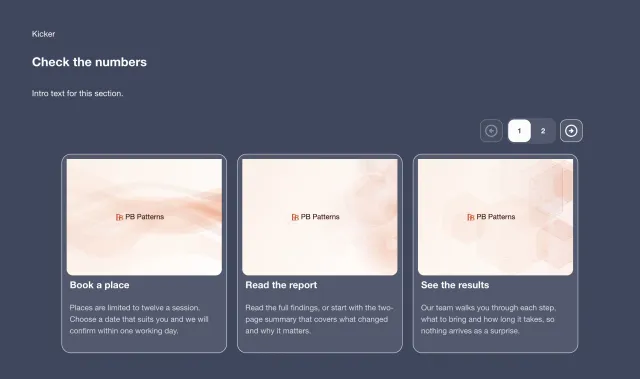 Kicker
Check the numbers
Intro text for this section.
1 2
PB Patterns
Book a place
Places are limited to twelve a session.
Choose a date that suits you and we will
confirm within one working day.
PB Patterns
Read the report
Read the full findings, or start with the two-
page summary that covers what changed
and why it matters.
PB Patterns
See the results
Our team walks you through each step,
what to bring and how long it takes, so
nothing arrives as a surprise.